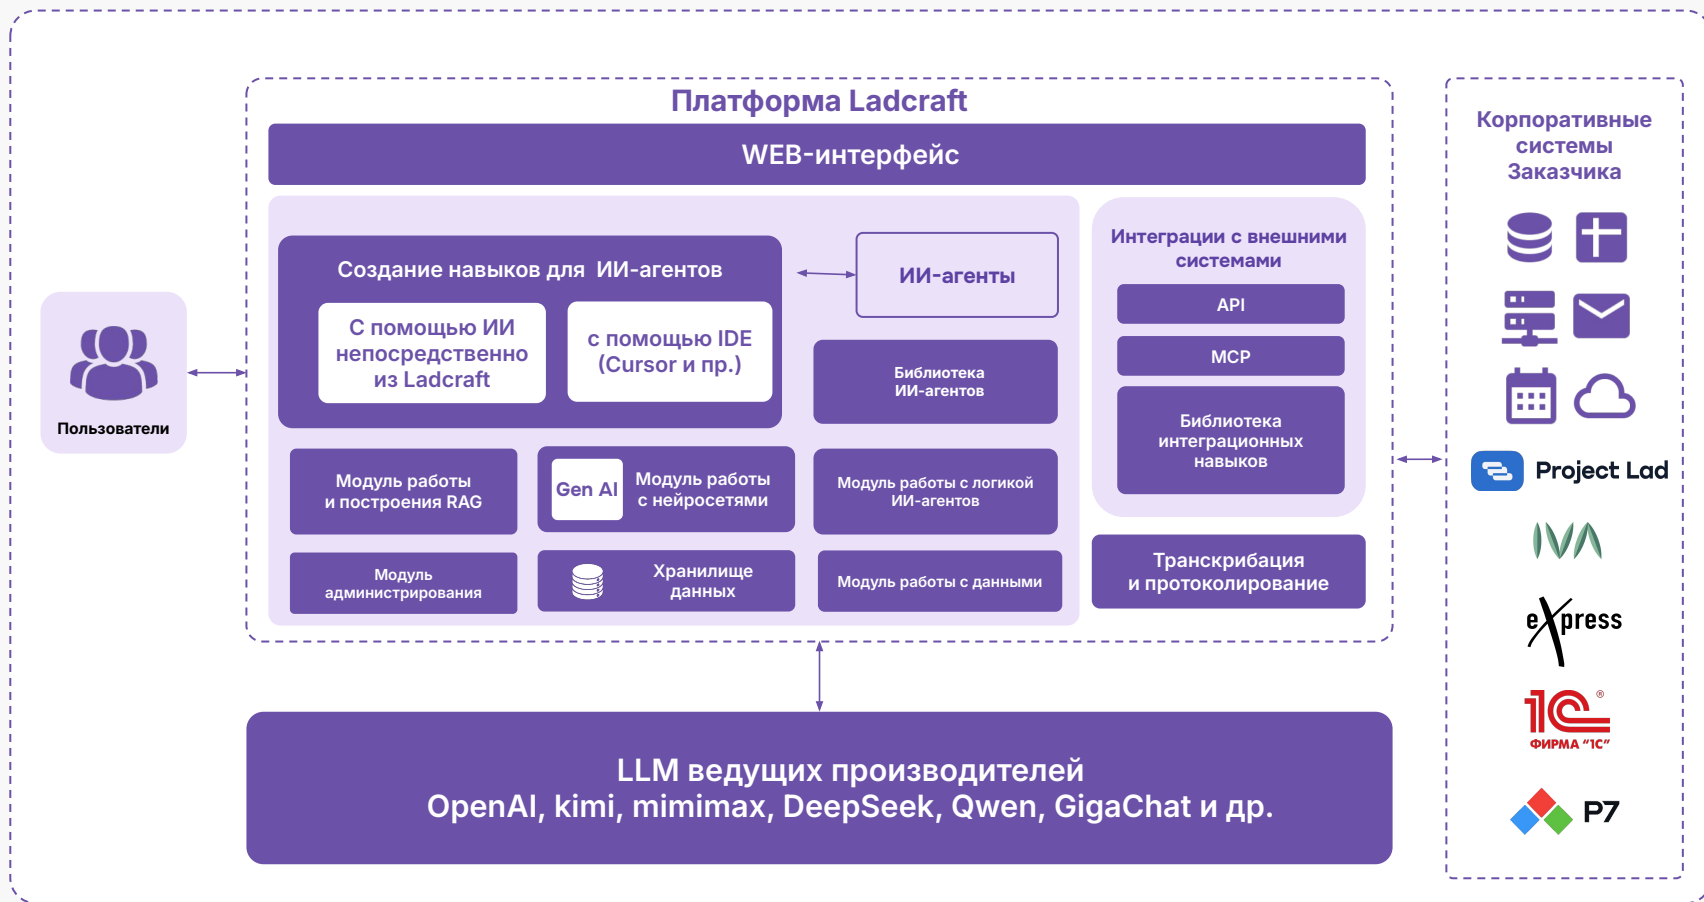 Платформа Ladcraft
WEB-интерфейс
Пользователи
Создание навыков для ИИ-агентов
С помощью ИИ
непосредственно
из Ladcraft
с помощью IDE
(Cursor и пр.)
ИИ-агенты
Библиотека
ИИ-агентов
Модуль работы
и построения RAG
Gen AI
Модуль работы
с нейросетями
Модуль работы с логикой
ИИ-агентов
Модуль
администрирования
Хранилище
данных
Модуль работы с данными
Интеграции с внешними
системами
API
MCP
Библиотека
интеграционных
навыков
Транскрибация
и протоколирование
LLM ведущих производителей
OpenAI, kimi, mimimax, DeepSeek, Qwen, GigaChat и др.
Корпоративные
системы
Заказчика
Project Lad
IVA
eXpress
1С®
ФИРМА "1С"
Р7